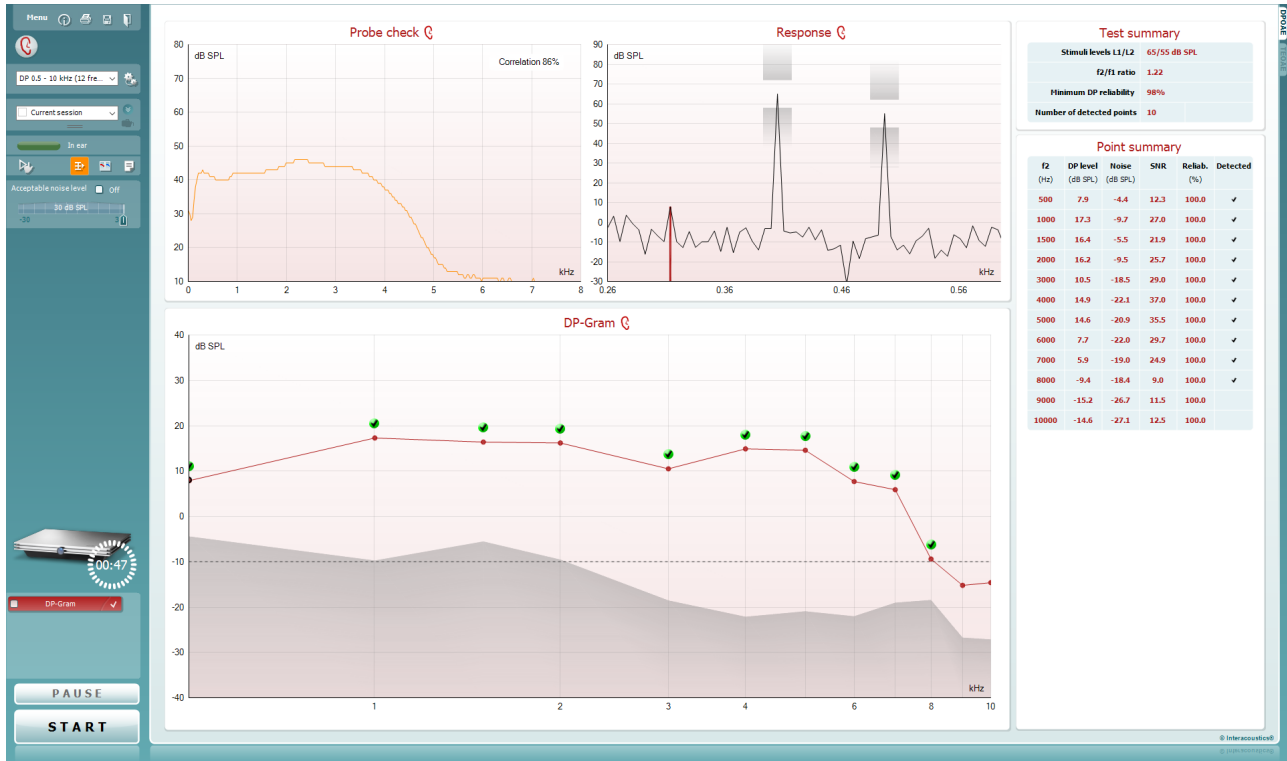 Menu
DP 0.5 - 10 kHz (12 fre...
Current session
In ear
Acceptable noise level Off
30 dB SPL
-30
00:47
DP-Gram
PAUSE
START
Probe check
dB SPL
Correlation 86%
80
70
60
50
40
30
20
10
kHz
0 1 2 3 4 5 6 7 8
Response
dB SPL
90
80
70
60
50
40
30
20
10
0
-10
-20
-30
kHz
0.26 0.36 0.46 0.56
DP-Gram
dB SPL
40
30
20
10
0
-10
-20
-30
-40
kHz
1 2 3 4 6 8 10
Test summary
Stimuli levels L1/L2 65/55 dB SPL
f2/f1 ratio 1.22
Minimum DP reliability 98%
Number of detected points 10
Point summary
f2 DP level Noise SNR Reliab. Detected
(Hz) (dB SPL) (dB SPL) (%)
500 7.9 -4.4 12.3 100.0 ✔
1000 17.3 -9.7 27.0 100.0 ✔
1500 16.4 -5.5 21.9 100.0 ✔
2000 16.2 -9.5 25.7 100.0 ✔
3000 10.5 -18.5 29.0 100.0 ✔
4000 14.9 -22.1 37.0 100.0 ✔
5000 14.6 -20.9 35.5 100.0 ✔
6000 7.7 -22.0 29.7 100.0 ✔
7000 5.9 -19.0 24.9 100.0 ✔
8000 -9.4 -18.4 9.0 100.0 ✔
9000 -15.2 -26.7 11.5 100.0
10000 -14.6 -27.1 12.5 100.0
© Interacoustics®
DPOAE
TEOAE